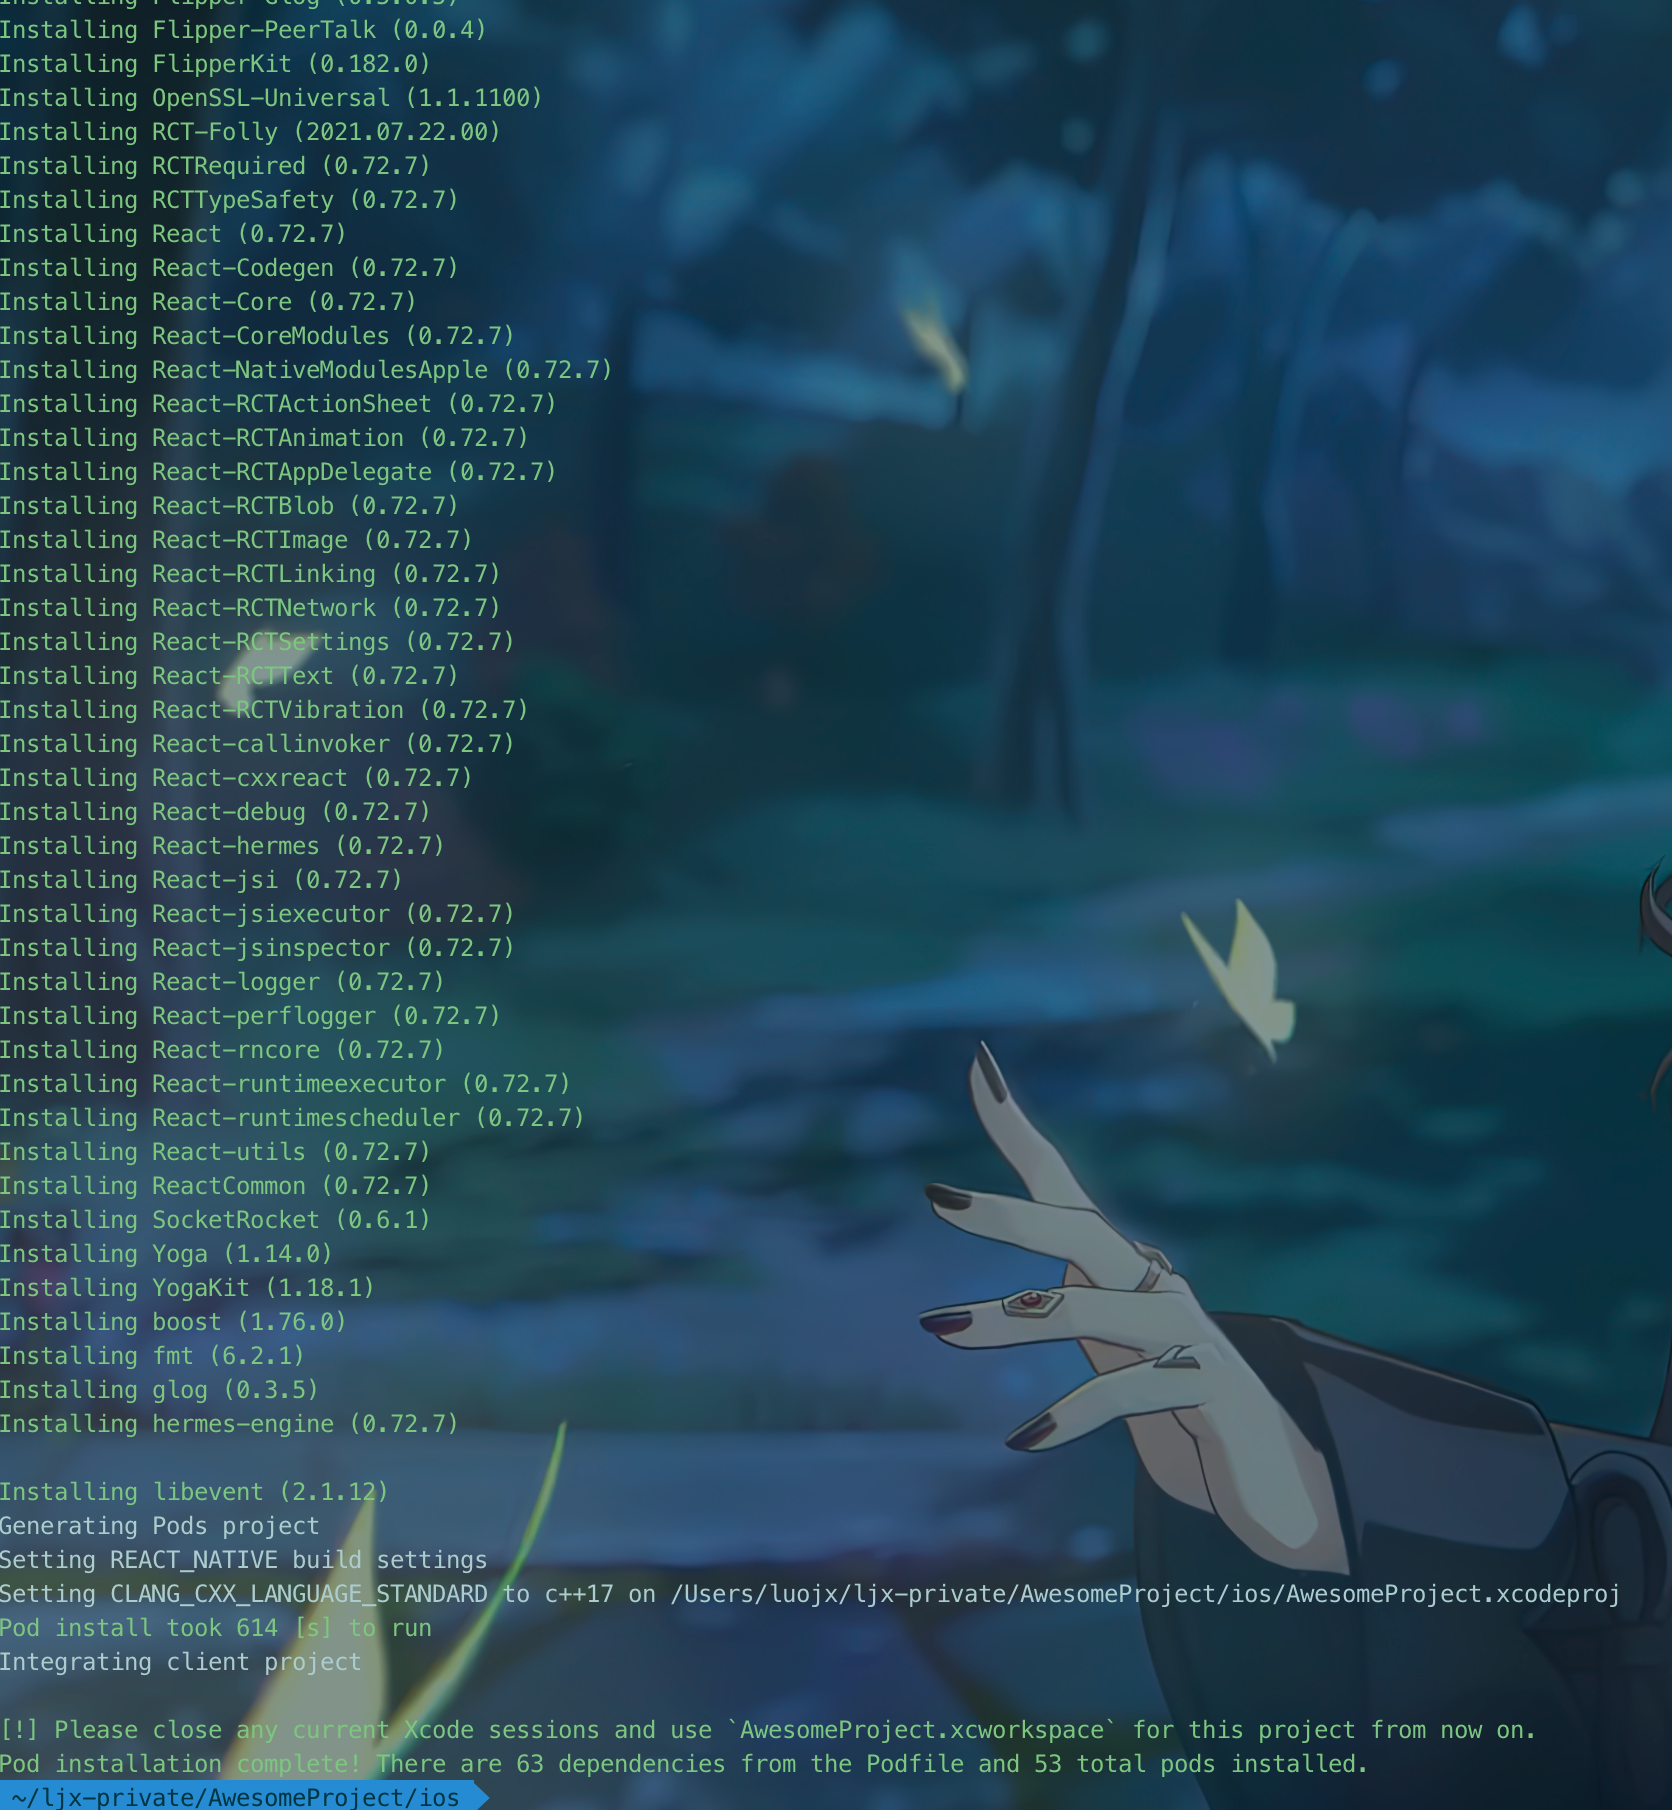 Installing Flipper-Glog (0.5.0.5)
Installing Flipper-PeerTalk (0.0.4)
Installing FlipperKit (0.182.0)
Installing OpenSSL-Universal (1.1.1100)
Installing RCT-Folly (2021.07.22.00)
Installing RCTRequired (0.72.7)
Installing RCTTypeSafety (0.72.7)
Installing React (0.72.7)
Installing React-Codegen (0.72.7)
Installing React-Core (0.72.7)
Installing React-CoreModules (0.72.7)
Installing React-NativeModulesApple (0.72.7)
Installing React-RCTActionSheet (0.72.7)
Installing React-RCTAnimation (0.72.7)
Installing React-RCTAppDelegate (0.72.7)
Installing React-RCTBlob (0.72.7)
Installing React-RCTImage (0.72.7)
Installing React-RCTLinking (0.72.7)
Installing React-RCTNetwork (0.72.7)
Installing React-RCTSettings (0.72.7)
Installing React-RCTText (0.72.7)
Installing React-RCTVibration (0.72.7)
Installing React-callinvoker (0.72.7)
Installing React-cxxreact (0.72.7)
Installing React-debug (0.72.7)
Installing React-hermes (0.72.7)
Installing React-jsi (0.72.7)
Installing React-jsiexecutor (0.72.7)
Installing React-jsinspector (0.72.7)
Installing React-logger (0.72.7)
Installing React-perflogger (0.72.7)
Installing React-rncore (0.72.7)
Installing React-runtimeexecutor (0.72.7)
Installing React-runtimescheduler (0.72.7)
Installing React-utils (0.72.7)
Installing ReactCommon (0.72.7)
Installing SocketRocket (0.6.1)
Installing Yoga (1.14.0)
Installing YogaKit (1.18.1)
Installing boost (1.76.0)
Installing fmt (6.2.1)
Installing glog (0.3.5)
Installing hermes-engine (0.72.7)
Installing libevent (2.1.12)
Generating Pods project
Setting REACT_NATIVE build settings
Setting CLANG_CXX_LANGUAGE_STANDARD to c++17 on /Users/luojx/ljx-private/AwesomeProject/ios/AwesomeProject.xcodeproj
Pod install took 614 [s] to run
Integrating client project
[!] Please close any current Xcode sessions and use `AwesomeProject.xcworkspace` for this project from now on.
Pod installation complete! There are 63 dependencies from the Podfile and 53 total pods installed.
~/ljx-private/AwesomeProject/ios